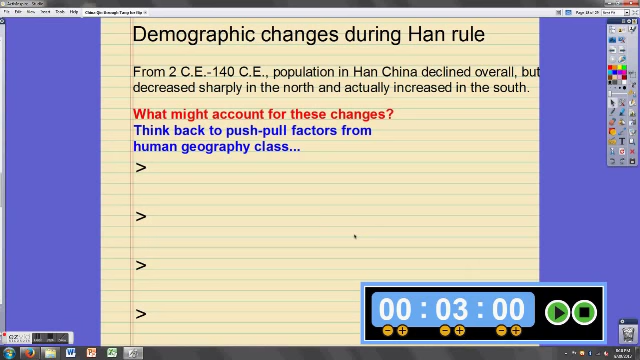 Demographic changes during Han rule
From 2 C.E.-140 C.E., population in Han China declined overall, but
decreased sharply in the north and actually increased in the south.
What might account for these changes?
Think back to push-pull factors from
human geography class...
>
>
>
>
00 : 03 : 00